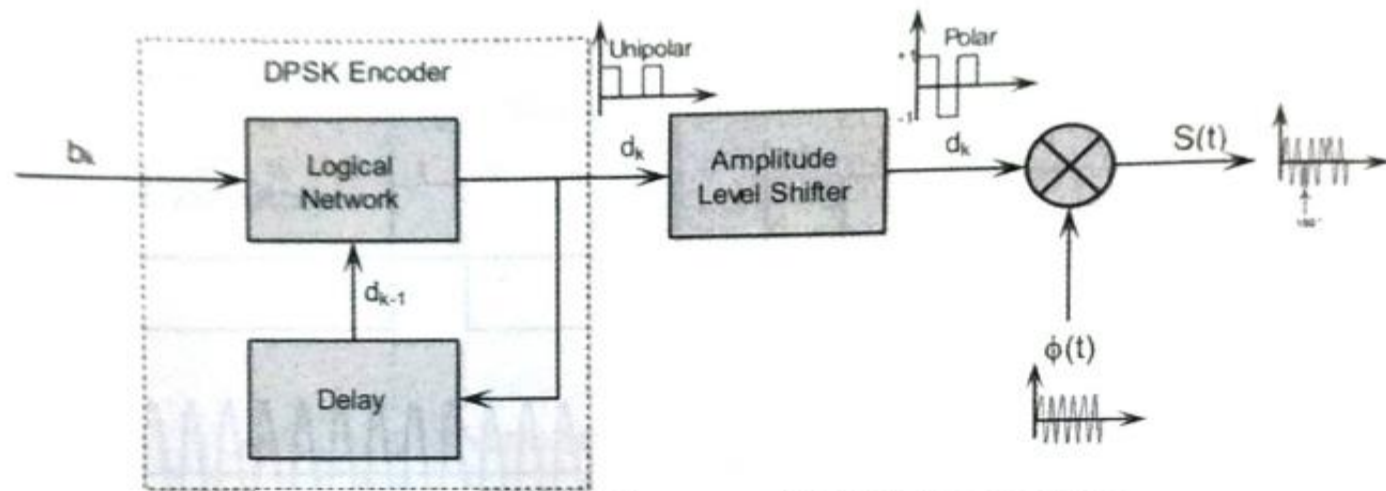 DPSK Encoder
Unipolar
Polar
+1
-1
bₖ
Logical
Network
dₖ
Amplitude
Level Shifter
dₖ
S(t)
dₖ₋₁
Delay
ϕ(t)